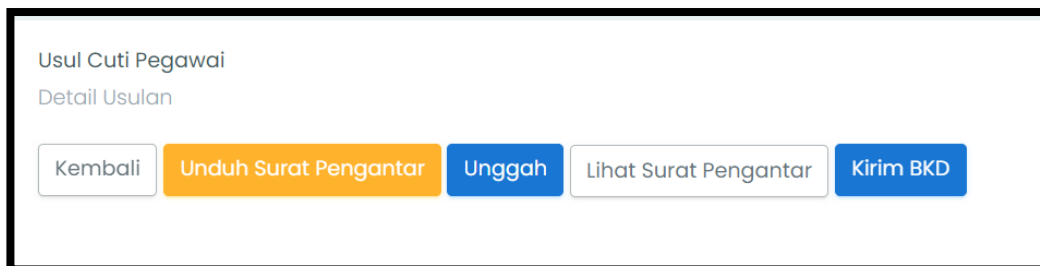 Usul Cuti Pegawai
Detail Usulan
Kembali Unduh Surat Pengantar Unggah Lihat Surat Pengantar Kirim BKD